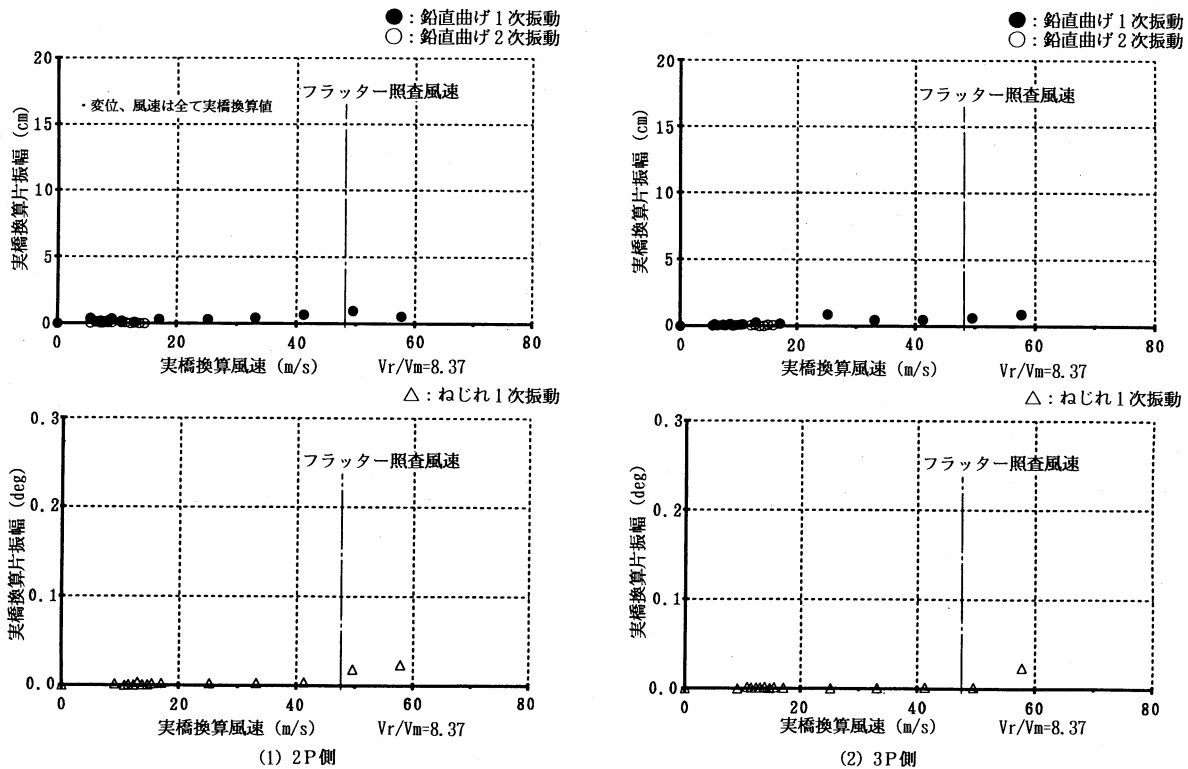 ●：鉛直曲げ１次振動
○：鉛直曲げ２次振動
20
15
10
5
0
実橋換算片振幅 (cm)
・変位、風速は全て実橋換算値
フラッター照査風速
0 20 40 60 80
実橋換算風速 (m/s) Vr/Vm=8.37
△：ねじれ１次振動
0.3
0.2
0.1
0.0
実橋換算片振幅 (deg)
フラッター照査風速
0 20 40 60 80
実橋換算風速 (m/s) Vr/Vm=8.37
(1) 2P側
●：鉛直曲げ１次振動
○：鉛直曲げ２次振動
20
15
10
5
0
実橋換算片振幅 (cm)
フラッター照査風速
0 20 40 60 80
実橋換算風速 (m/s) Vr/Vm=8.37
△：ねじれ１次振動
0.3
0.2
0.1
0.0
実橋換算片振幅 (deg)
フラッター照査風速
0 20 40 60 80
実橋換算風速 (m/s) Vr/Vm=8.37
(2) 3P側